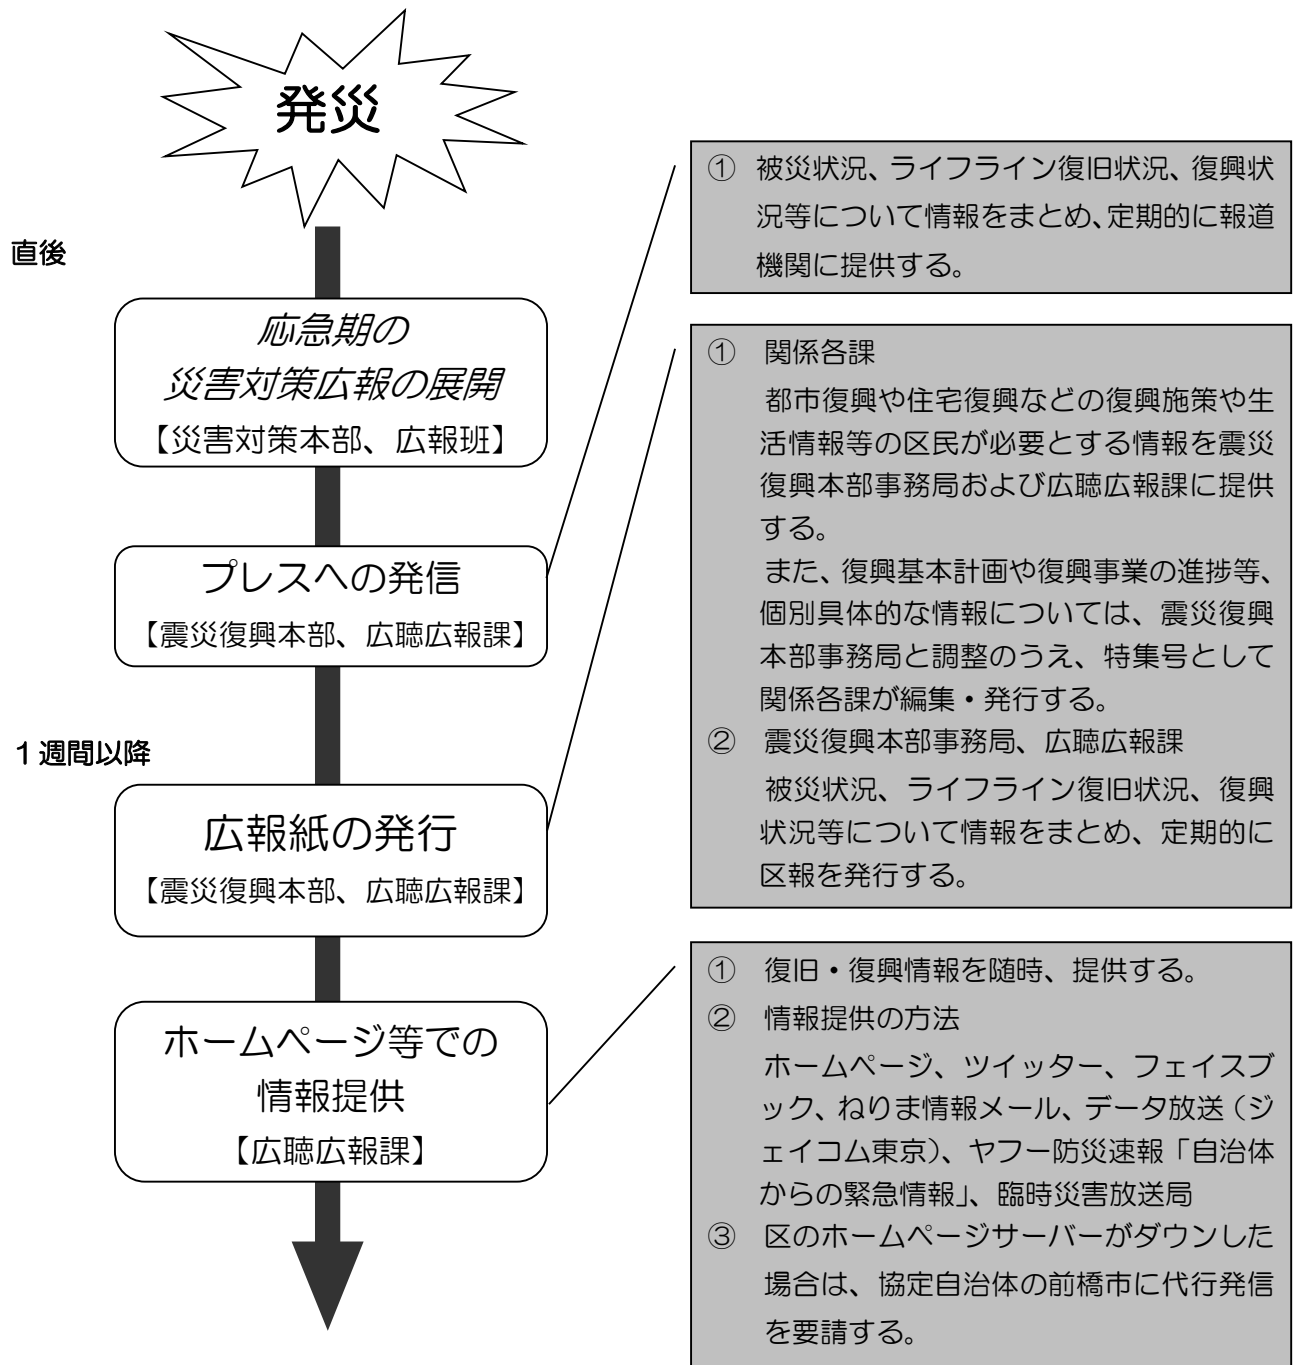 発災
直後
応急期の
災害対策広報の展開
【災害対策本部、広報班】
プレスへの発信
【震災復興本部、広聴広報課】
1週間以降
広報紙の発行
【震災復興本部、広聴広報課】
ホームページ等での
情報提供
【広聴広報課】
① 被災状況、ライフライン復旧状況、復興状
況等について情報をまとめ、定期的に報道
機関に提供する。
① 関係各課
都市復興や住宅復興などの復興施策や生
活情報等の区民が必要とする情報を震災
復興本部事務局および広聴広報課に提供
する。
また、復興基本計画や復興事業の進捗等、
個別具体的な情報については、震災復興
本部事務局と調整のうえ、特集号として
関係各課が編集・発行する。
② 震災復興本部事務局、広聴広報課
被災状況、ライフライン復旧状況、復興
状況等について情報をまとめ、定期的に
区報を発行する。
① 復旧・復興情報を随時、提供する。
② 情報提供の方法
ホームページ、ツイッター、フェイスブ
ック、ねりま情報メール、データ放送（ジ
ェイコム東京）、ヤフー防災速報「自治体
からの緊急情報」、臨時災害放送局
③ 区のホームページサーバーがダウンした
場合は、協定自治体の前橋市に代行発信
を要請する。